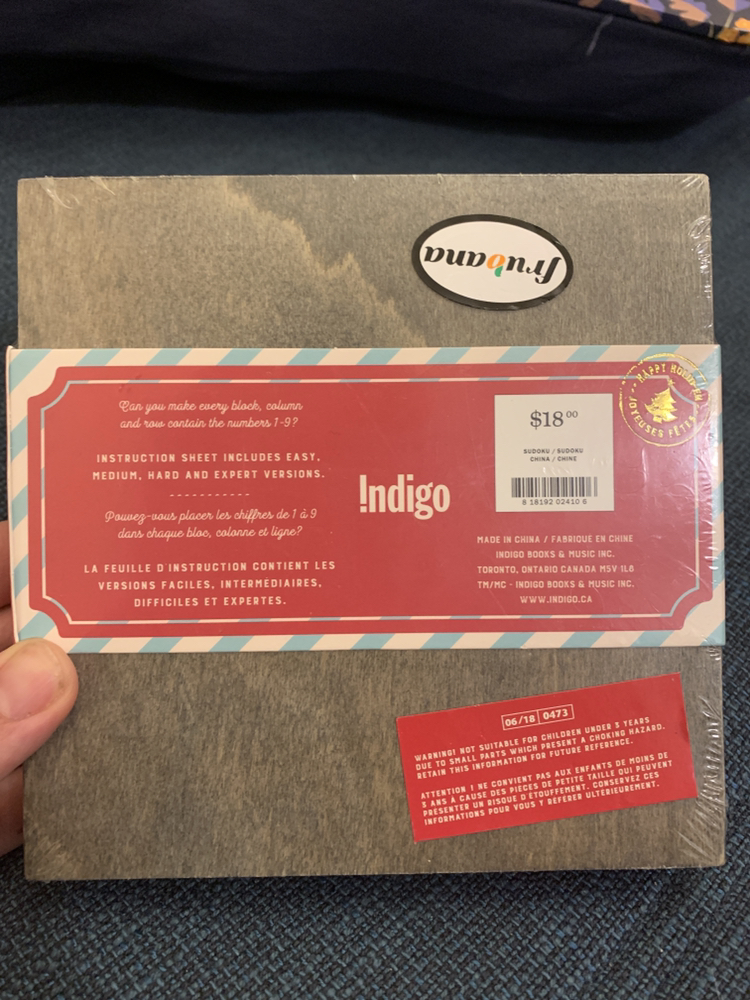 frubana
Can you make every block, column
and row contain the numbers 1-9?
INSTRUCTION SHEET INCLUDES EASY,
MEDIUM, HARD AND EXPERT VERSIONS.
Pouvez-vous placer les chiffres de 1 à 9
dans chaque bloc, colonne et ligne?
LA FEUILLE D'INSTRUCTION CONTIENT LES
VERSIONS FACILES, INTERMÉDIAIRES,
DIFFICILES ET EXPERTES.
!ndigo
$18 00
SUDOKU / SUDOKU
CHINA / CHINE
8 18192 02410 6
HAPPY
JOYEUSES FÊTES
MADE IN CHINA / FABRIQUE EN CHINE
INDIGO BOOKS & MUSIC INC.
TORONTO, ONTARIO CANADA M5V 1L8
TM/MC - INDIGO BOOKS & MUSIC INC.
WWW.INDIGO.CA
06/18 0473
WARNING! NOT SUITABLE FOR CHILDREN UNDER 3 YEARS
DUE TO SMALL PARTS WHICH PRESENT A CHOKING HAZARD.
RETAIN THIS INFORMATION FOR FUTURE REFERENCE.
ATTENTION ! NE CONVIENT PAS AUX ENFANTS DE MOINS DE
3 ANS À CAUSE DES PIECES DE PETITE TAILLE QUI PEUVENT
PRÉSENTER UN RISQUE D'ÉTOUFFEMENT. CONSERVEZ CES
INFORMATIONS POUR VOUS Y RÉFÉRER ULTERIEUREMENT.